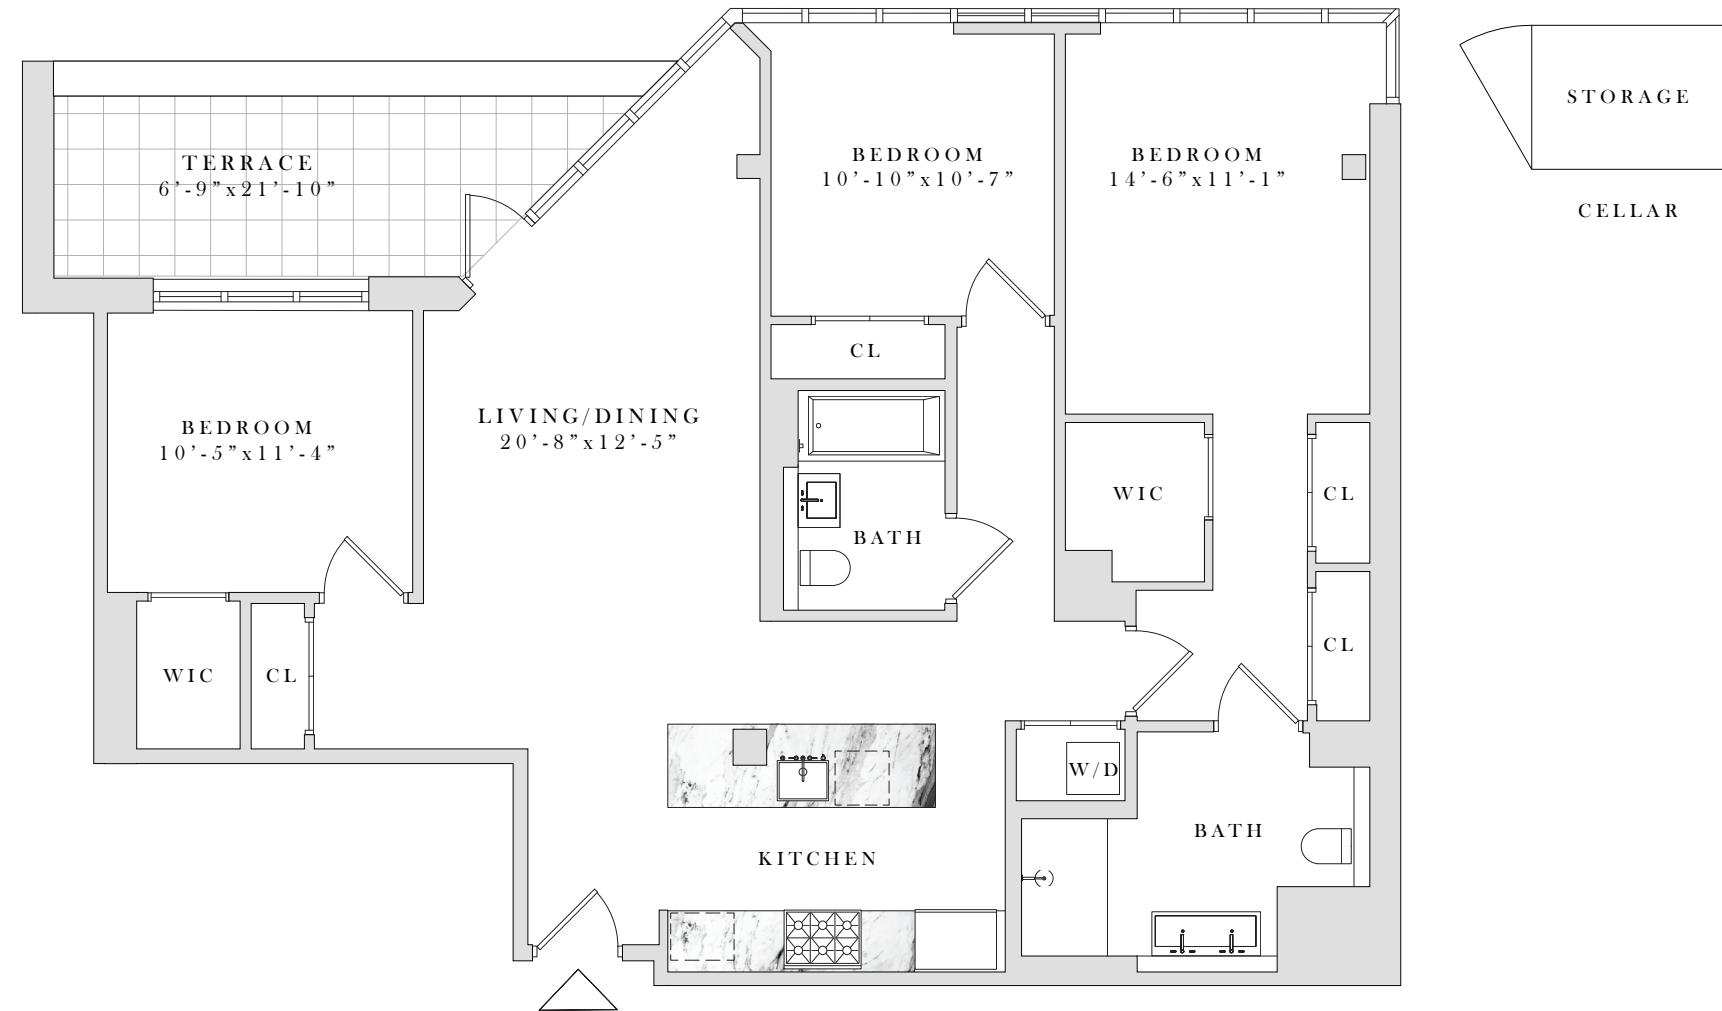 TERRACE
6'-9"x21'-10"
BEDROOM
10'-10"x10'-7"
BEDROOM
14'-6"x11'-1"
STORAGE
CELLAR
CL
BEDROOM
10'-5"x11'-4"
LIVING/DINING
20'-8"x12'-5"
WIC
CL
BATH
WIC
CL
CL
W/D
KITCHEN
BATH